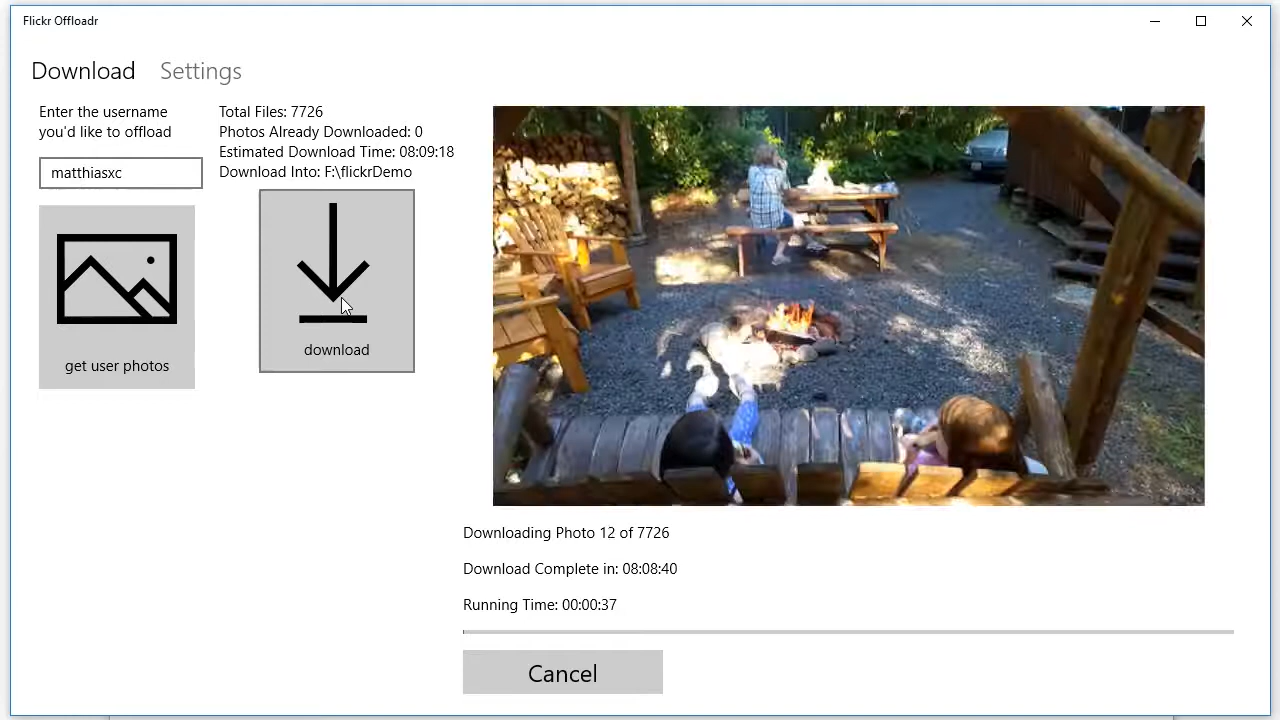 Flickr Offloadr
Download Settings
Enter the username
you'd like to offload
matthiasxc
get user photos
Total Files: 7726
Photos Already Downloaded: 0
Estimated Download Time: 08:09:18
Download Into: F:\flickrDemo
download
Downloading Photo 12 of 7726
Download Complete in: 08:08:40
Running Time: 00:00:37
Cancel